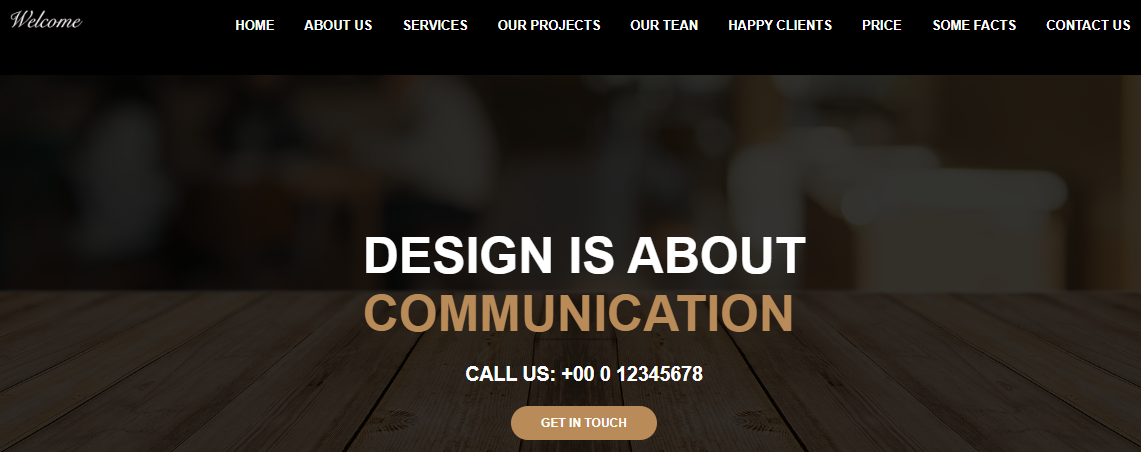 Welcome
HOME ABOUT US SERVICES OUR PROJECTS OUR TEAN HAPPY CLIENTS PRICE SOME FACTS CONTACT US
DESIGN IS ABOUT
COMMUNICATION
CALL US: +00 0 12345678
GET IN TOUCH